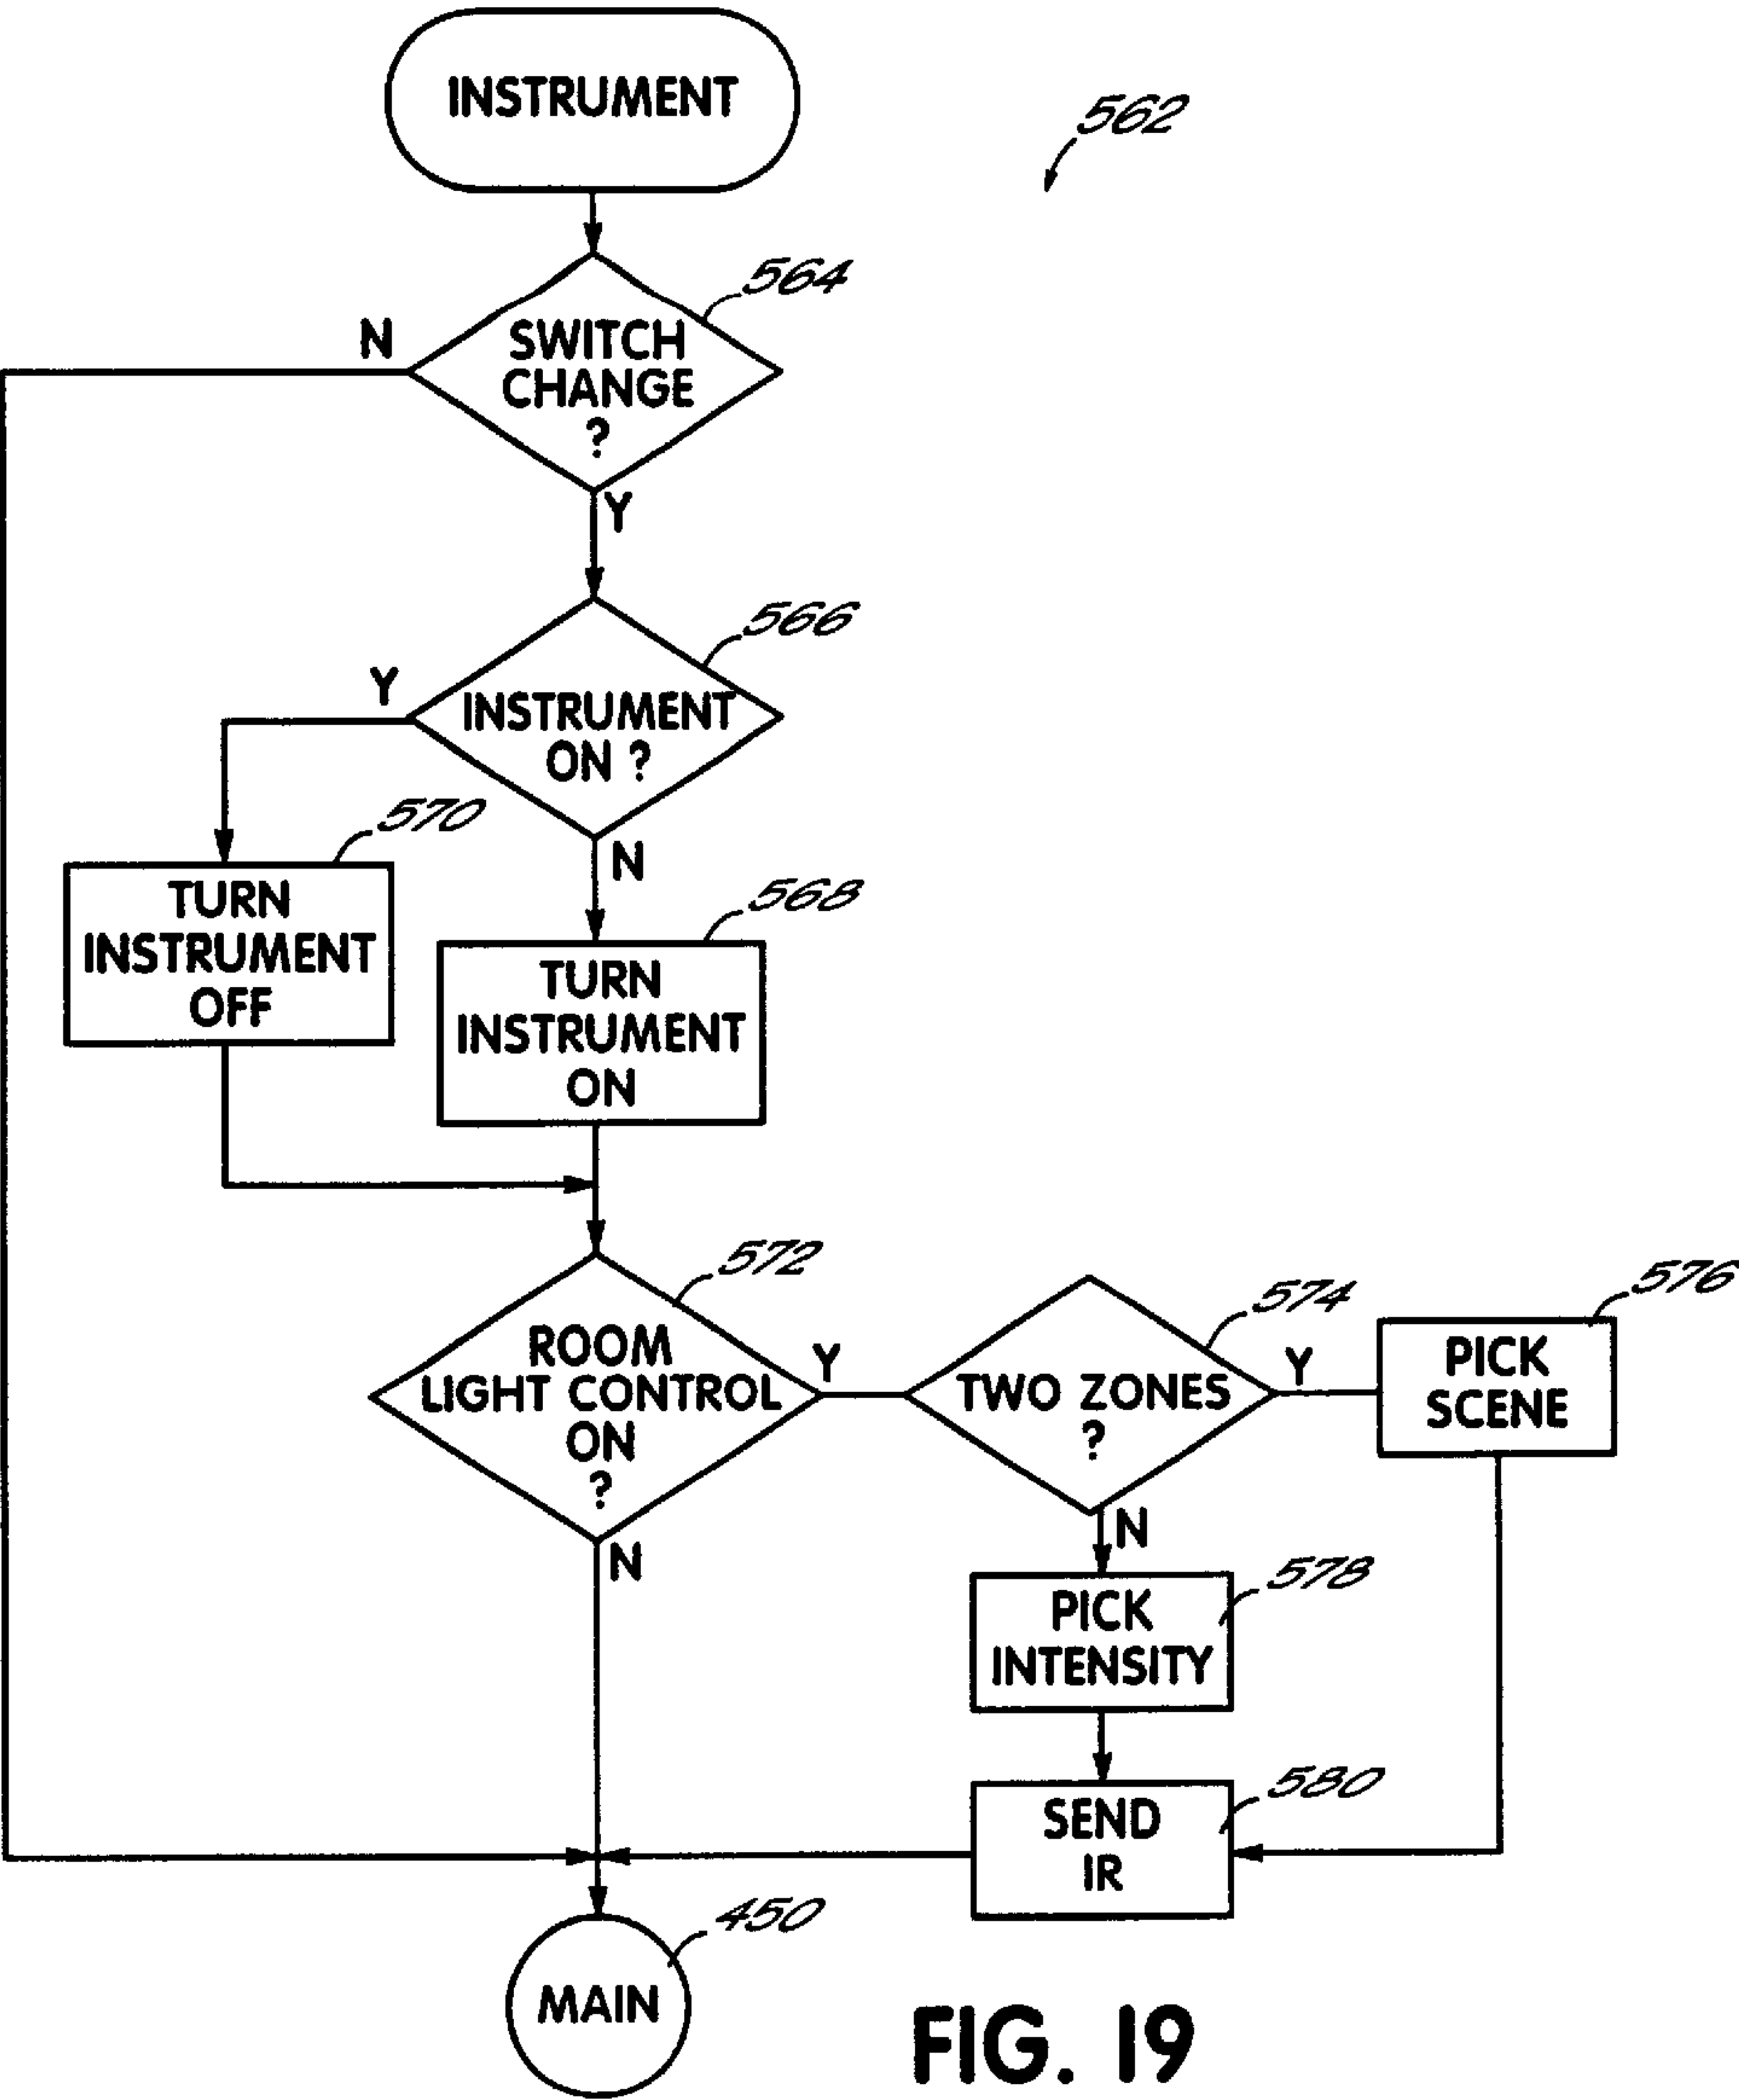 INSTRUMENT
562
564
N
SWITCH
CHANGE
?
Y
566
Y
INSTRUMENT
ON ?
570
N
TURN
INSTRUMENT
OFF
568
TURN
INSTRUMENT
ON
572
ROOM
LIGHT CONTROL
ON
?
Y
N
574
TWO ZONES
?
Y
N
576
PICK
SCENE
578
PICK
INTENSITY
580
SEND
IR
450
MAIN
FIG. 19